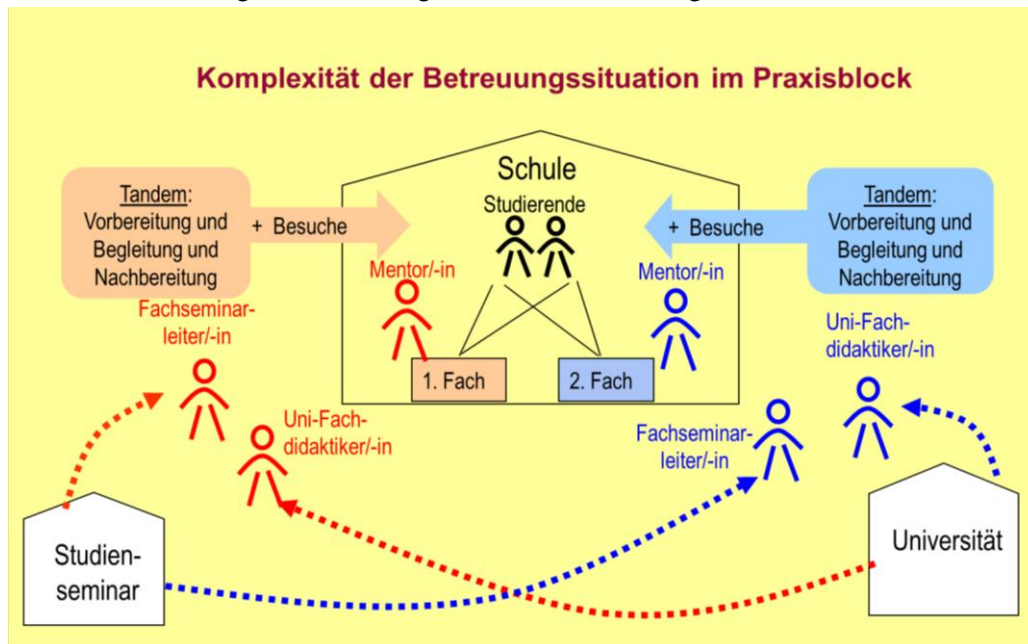 Komplexität der Betreuungssituation im Praxisblock
Schule
Studierende
Tandem:
Vorbereitung und
Begleitung und
Nachbereitung
+ Besuche
+ Besuche
Tandem:
Vorbereitung und
Begleitung und
Nachbereitung
Mentor/-in
Mentor/-in
Fachseminar-
leiter/-in
Uni-Fach-
didaktiker/-in
1. Fach
2. Fach
Uni-Fach-
didaktiker/-in
Fachseminar-
leiter/-in
Studien-
seminar
Universität